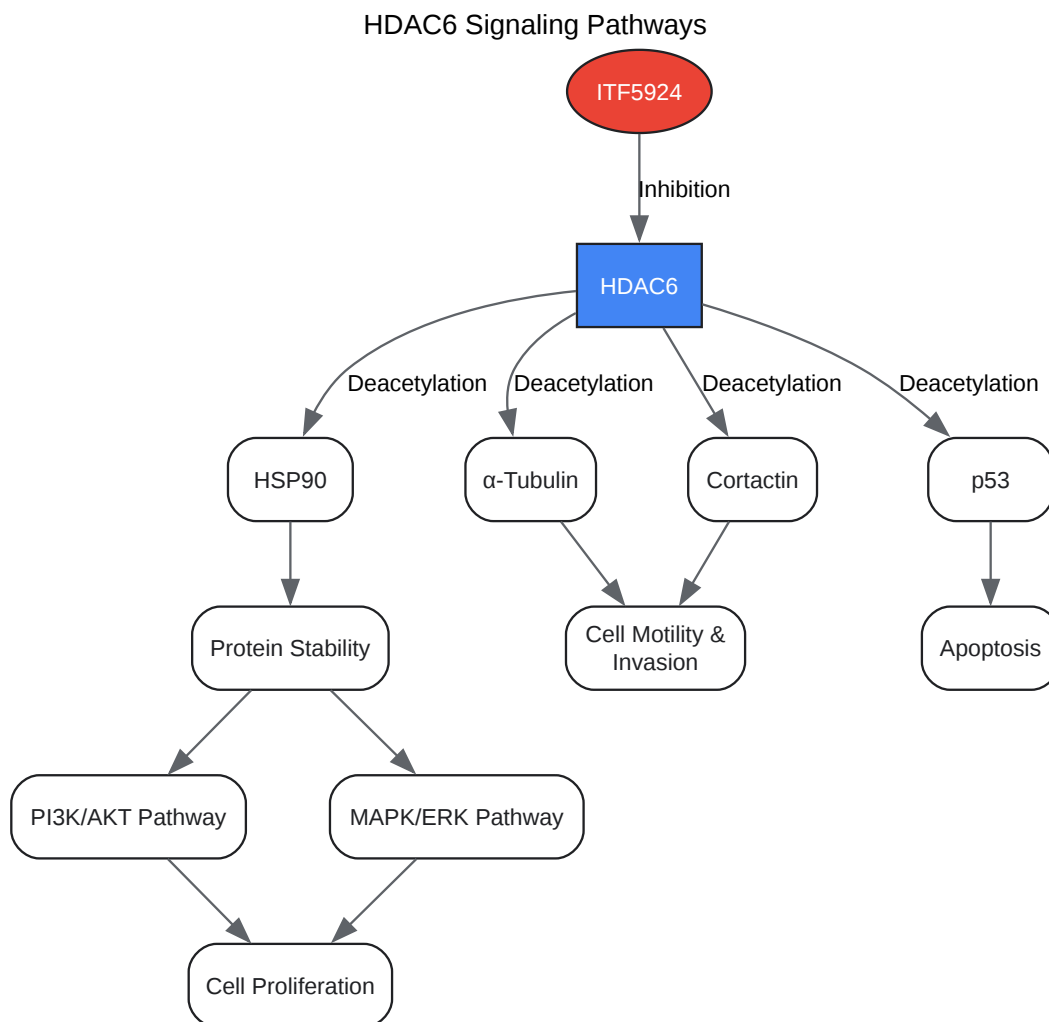 HDAC6 Signaling Pathways
ITF5924
Inhibition
HDAC6
Deacetylation
Deacetylation
Deacetylation
Deacetylation
HSP90
α-Tubulin
Cortactin
p53
Protein Stability
Cell Motility &
Invasion
Apoptosis
PI3K/AKT Pathway
MAPK/ERK Pathway
Cell Proliferation